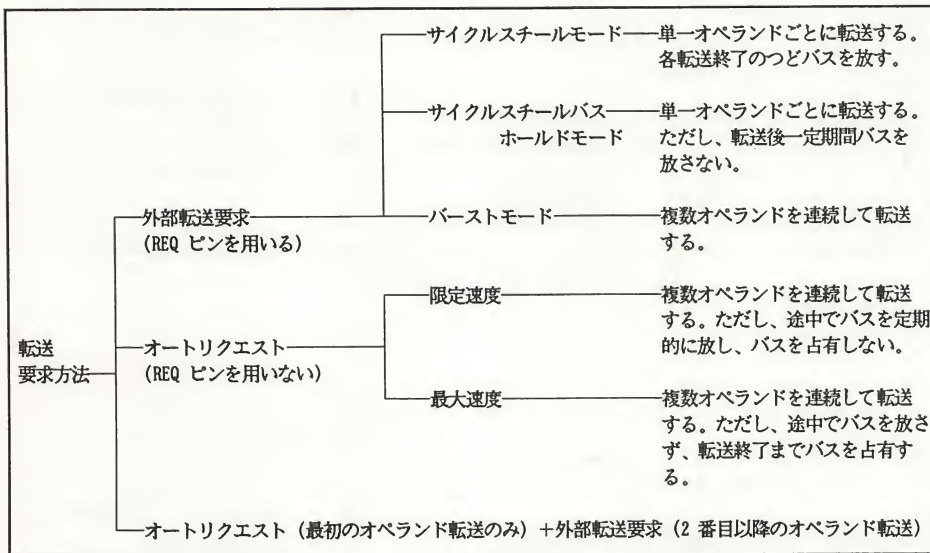 サイクルスチールモード
単一オペランドごとに転送する。
各転送終了のつどバスを放す。
サイクルスチールバス
ホールドモード
単一オペランドごとに転送する。
ただし、転送後一定期間バスを
放さない。
外部転送要求
(REQ ピンを用いる)
バーストモード
複数オペランドを連続して転送
する。
限定速度
複数オペランドを連続して転送
する。ただし、途中でバスを定期
的に放し、バスを占有しない。
転送
要求方法
オートリクエスト
(REQ ピンを用いない)
最大速度
複数オペランドを連続して転送
する。ただし、途中でバスを放さ
ず、転送終了までバスを占有す
る。
オートリクエスト (最初のオペランド転送のみ) +外部転送要求 (2 番目以降のオペランド転送)